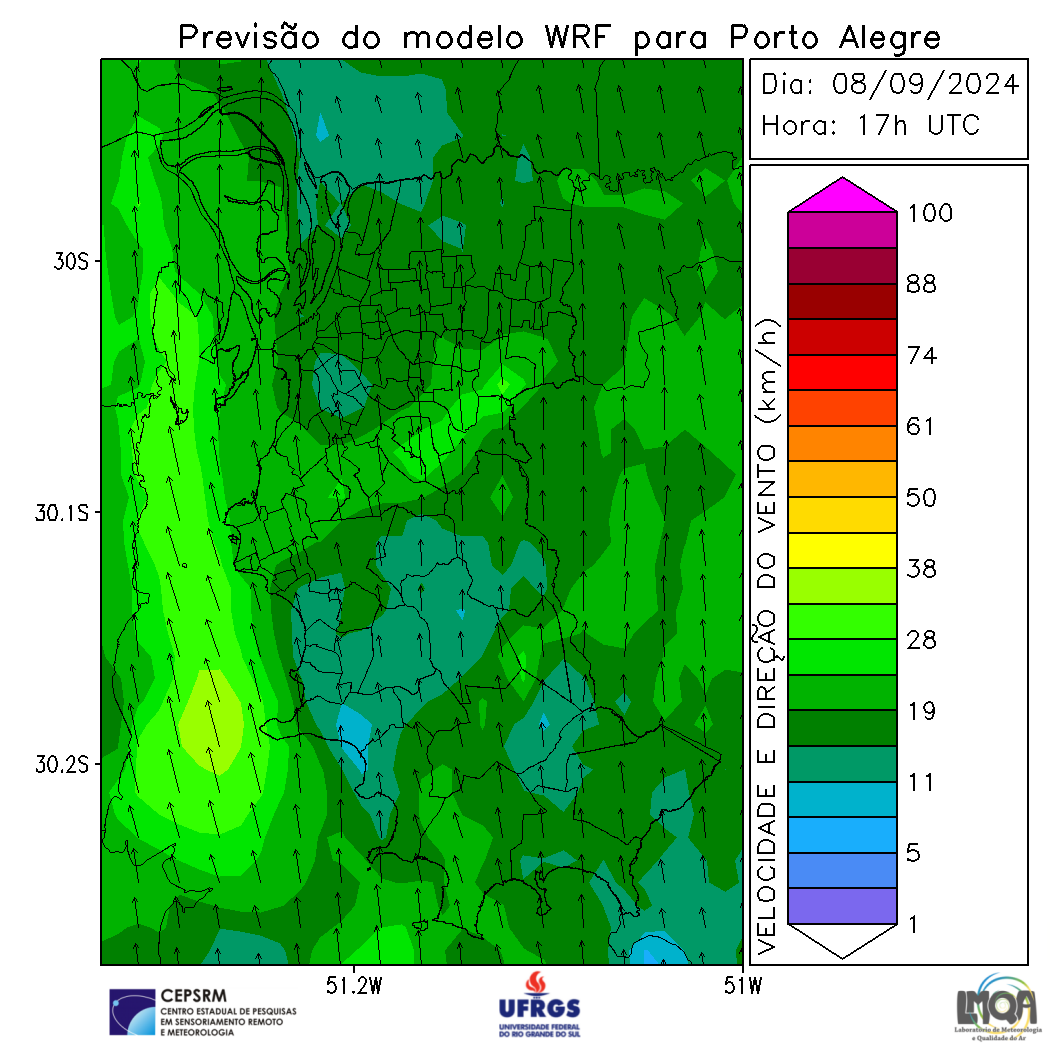 Previsão do modelo WRF para Porto Alegre
Dia: 08/09/2024
Hora: 17h UTC
30S
30.1S
30.2S
51.2W
51W
VELOCIDADE E DIREÇÃO DO VENTO (km/h)
100
88
74
61
50
38
28
19
11
5
1
CEPSRM
CENTRO ESTADUAL DE PESQUISAS
EM SENSORIAMENTO REMOTO
E METEOROLOGIA
UFRGS
UNIVERSIDADE FEDERAL
DO RIO GRANDE DO SUL
LMQA
Laboratório de Meteorologia
e Qualidade do Ar